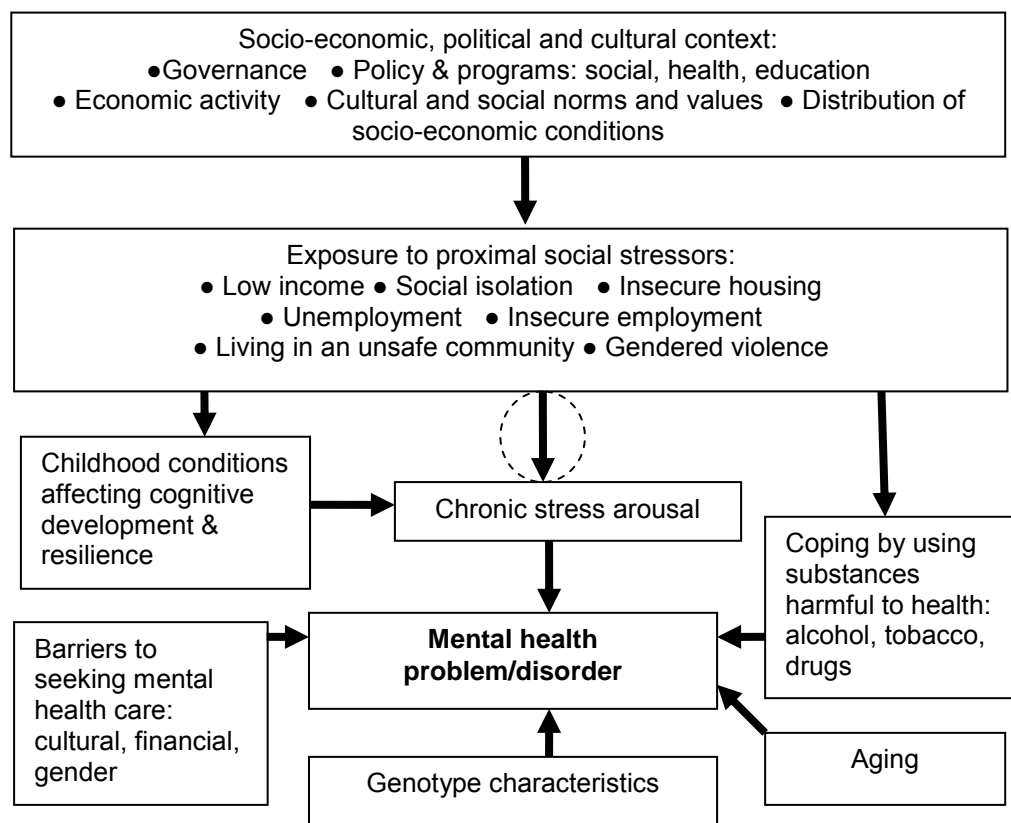 Socio-economic, political and cultural context:
●Governance ● Policy & programs: social, health, education
● Economic activity ● Cultural and social norms and values ● Distribution of
socio-economic conditions
Exposure to proximal social stressors:
● Low income ● Social isolation ● Insecure housing
● Unemployment ● Insecure employment
● Living in an unsafe community ● Gendered violence
Childhood conditions
affecting cognitive
development &
resilience
Chronic stress arousal
Coping by using
substances
harmful to health:
alcohol, tobacco,
drugs
Barriers to
seeking mental
health care:
cultural, financial,
gender
Mental health
problem/disorder
Aging
Genotype characteristics